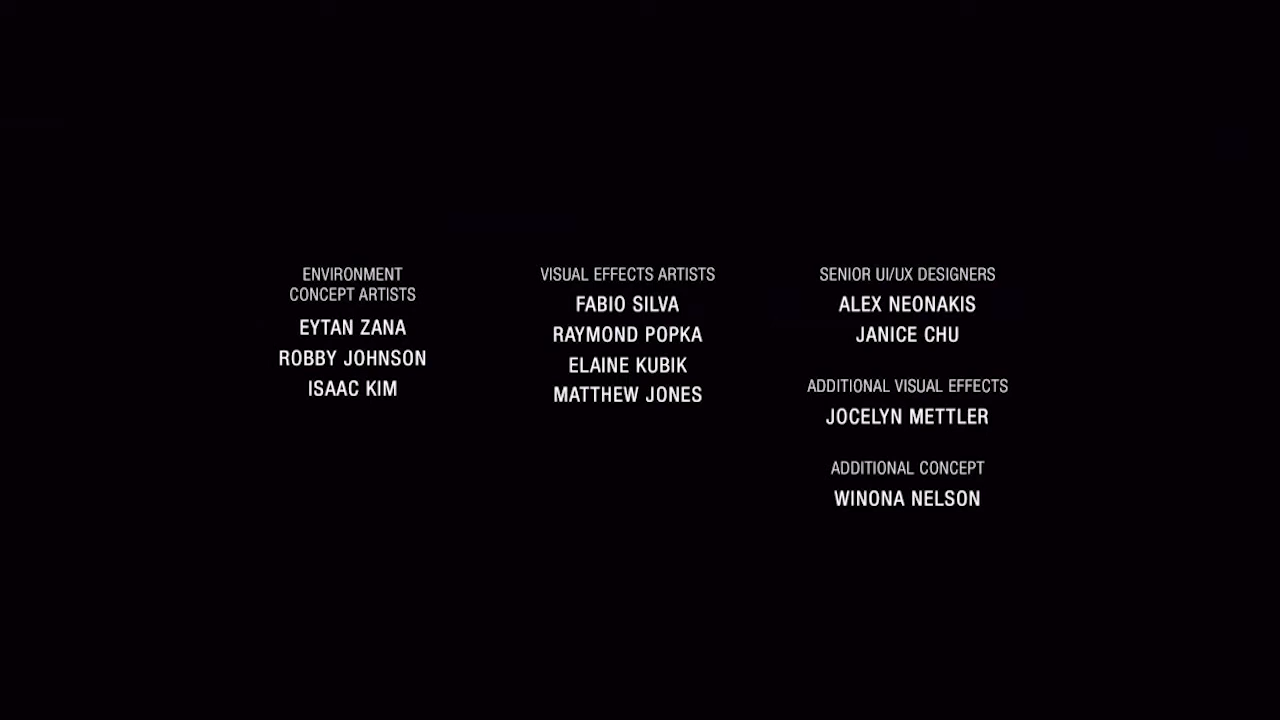 ENVIRONMENT
CONCEPT ARTISTS
EYTAN ZANA
ROBBY JOHNSON
ISAAC KIM
VISUAL EFFECTS ARTISTS
FABIO SILVA
RAYMOND POPKA
ELAINE KUBIK
MATTHEW JONES
SENIOR UI/UX DESIGNERS
ALEX NEONAKIS
JANICE CHU
ADDITIONAL VISUAL EFFECTS
JOCELYN METTLER
ADDITIONAL CONCEPT
WINONA NELSON